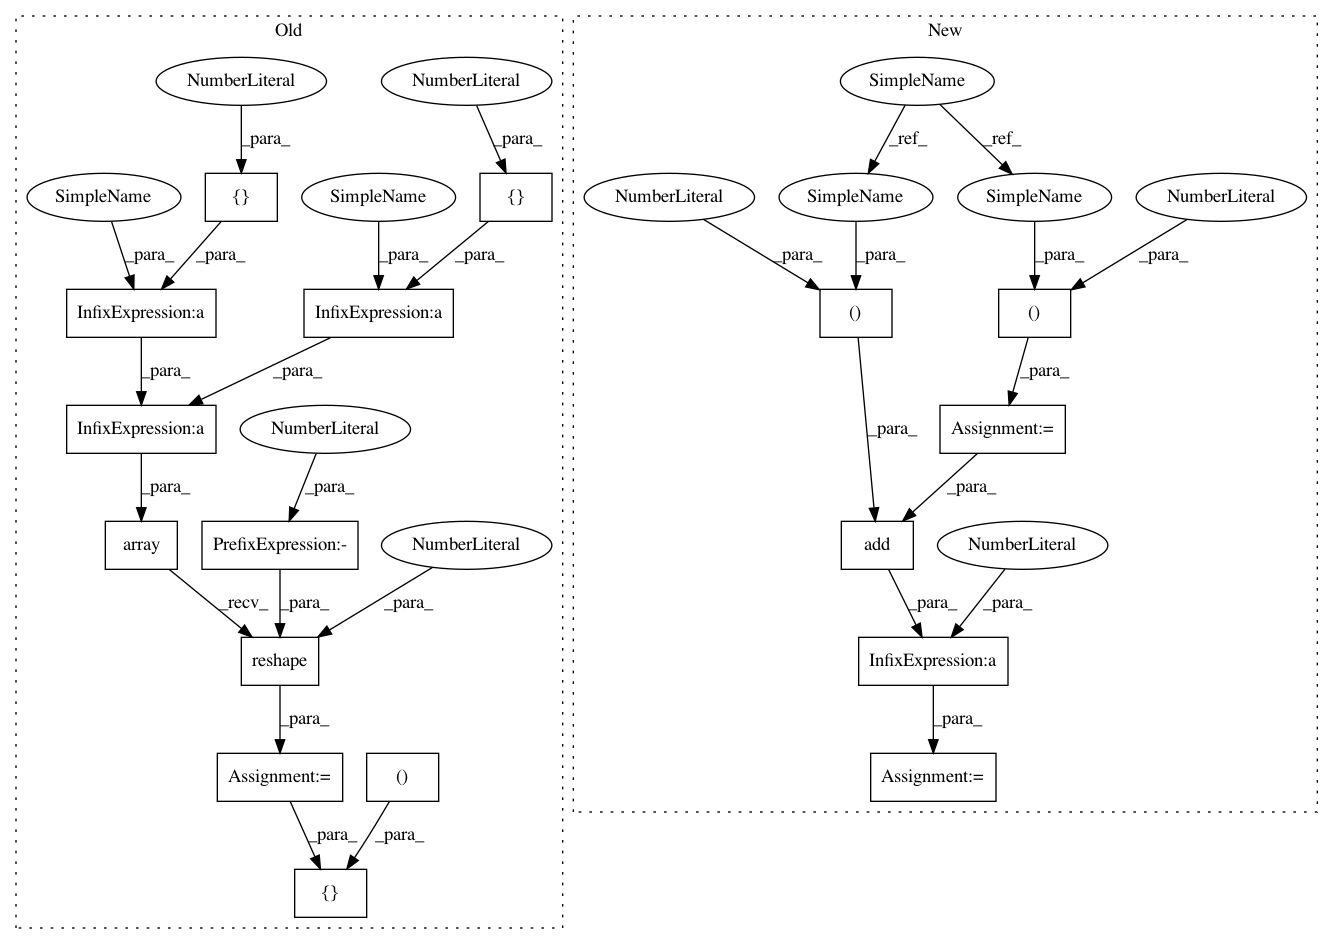 Old
New
NumberLiteral
NumberLiteral
SimpleName
_para_
_para_
_ref_
_ref_
SimpleName
{}
SimpleName
{}
NumberLiteral
SimpleName
SimpleName
NumberLiteral
_para_
_para_
_para_
_para_
_para_
_para_
_para_
_para_
InfixExpression:a
InfixExpression:a
()
()
_para_
_para_
_para_
InfixExpression:a
NumberLiteral
_para_
Assignment:=
_para_
_para_
_para_
array
PrefixExpression:-
NumberLiteral
add
NumberLiteral
_recv_
_para_
_para_
_para_
_para_
reshape
InfixExpression:a
_para_
_para_
Assignment:=
()
Assignment:=
_para_
_para_
{}